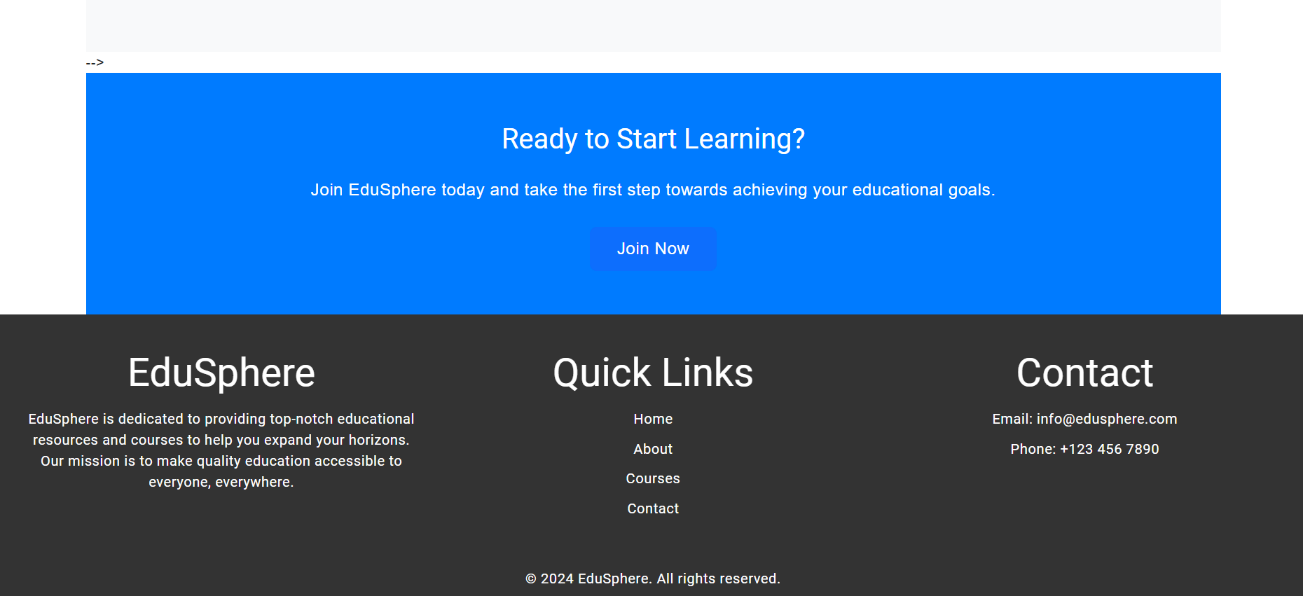 -->
Ready to Start Learning?
Join EduSphere today and take the first step towards achieving your educational goals.
Join Now
EduSphere
EduSphere is dedicated to providing top-notch educational
resources and courses to help you expand your horizons.
Our mission is to make quality education accessible to
everyone, everywhere.
Quick Links
Home
About
Courses
Contact
Contact
Email: info@edusphere.com
Phone: +123 456 7890
© 2024 EduSphere. All rights reserved.